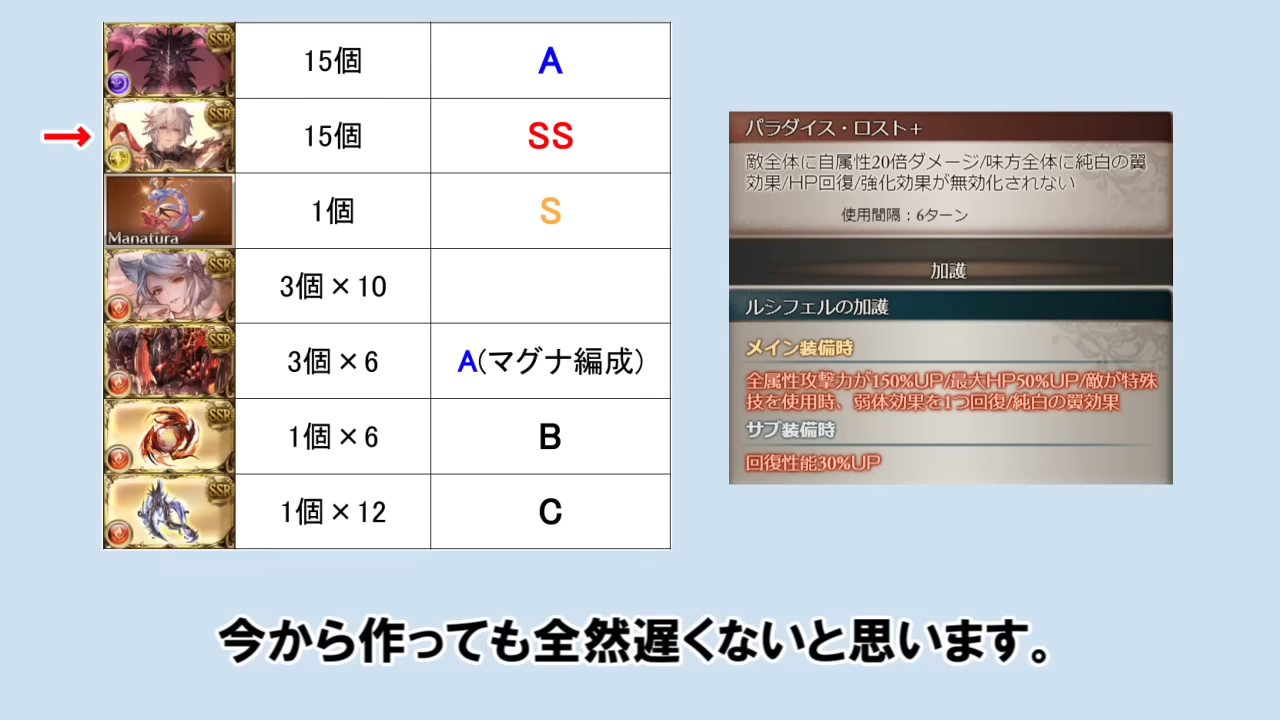 SSR 15個 A
SSR 15個 SS
Manatura 1個 S
SSR 3個×10
SSR 3個×6 A(マグナ編成)
SSR 1個×6 B
SSR 1個×12 C
パラダイス・ロスト+
敵全体に自属性20倍ダメージ/味方全体に純白の翼
効果/HP回復/強化効果が無効化されない
使用間隔：6ターン
加護
ルシフェルの加護
メイン装備時
全属性攻撃力が150%UP/最大HP50%UP/敵が特殊
技を使用時、弱体効果を1つ回復/純白の翼効果
サブ装備時
回復性能30%UP
今から作っても全然遅くないと思います。